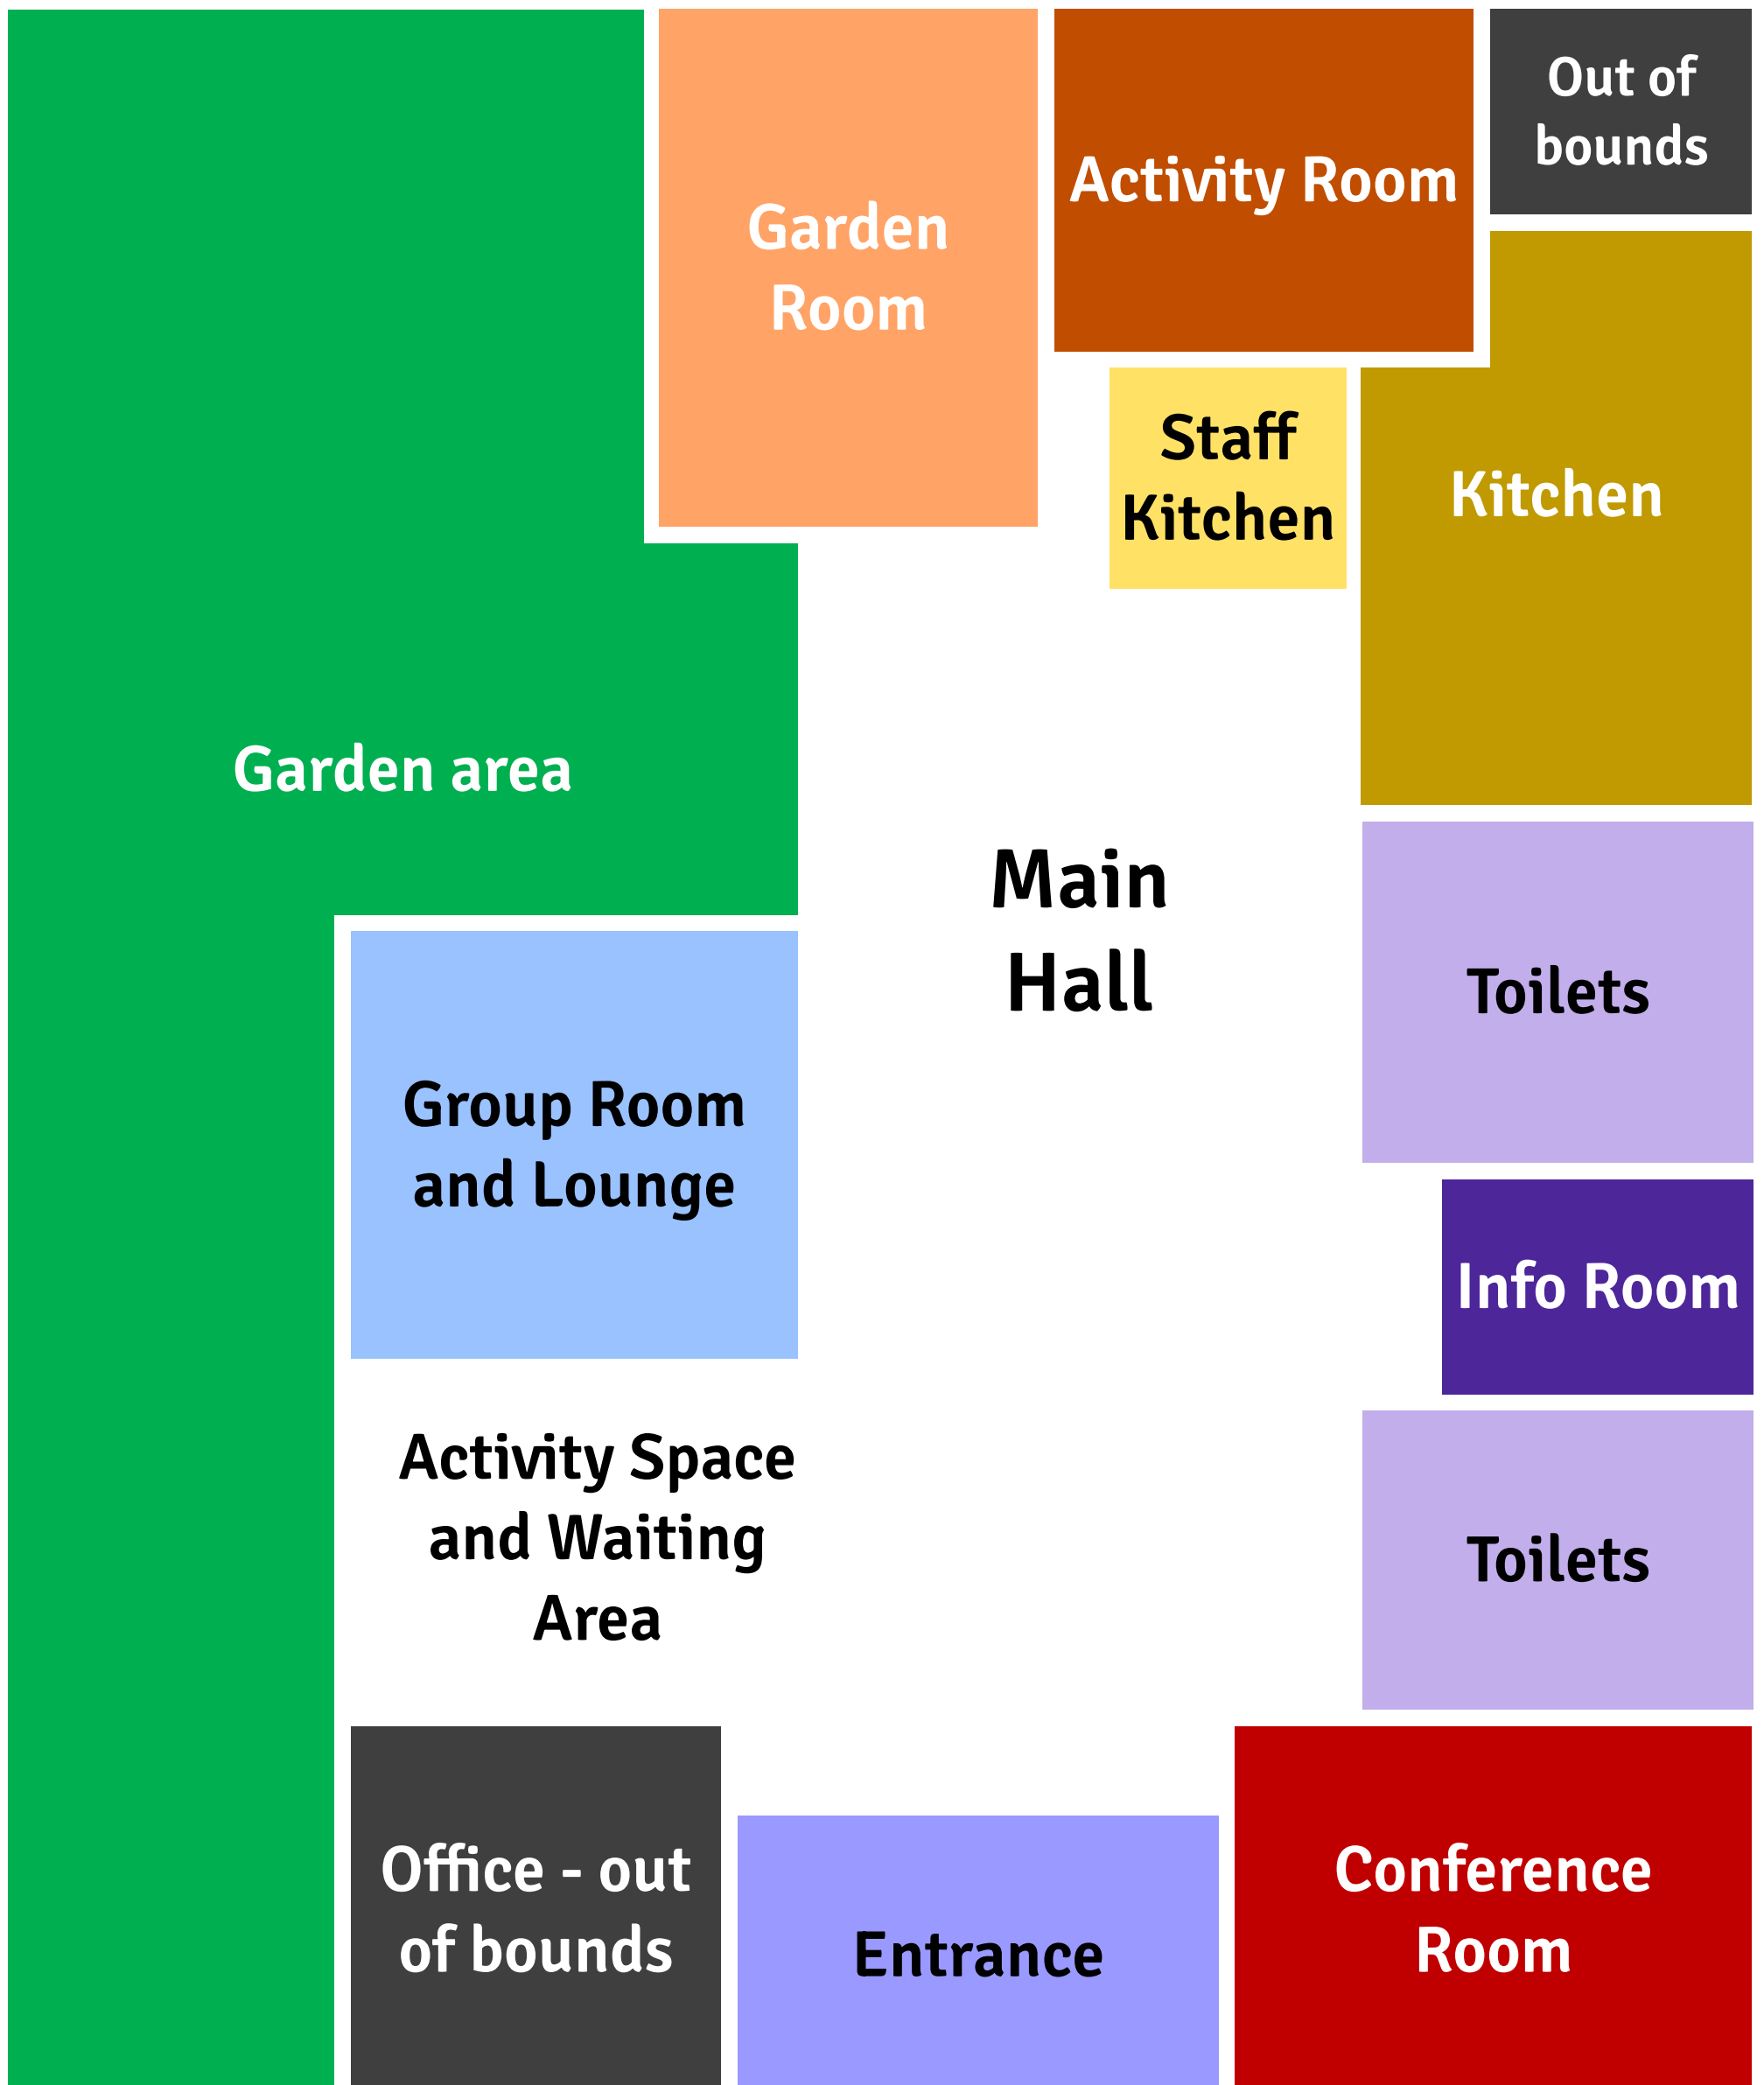 Out of
bounds
Activity Room
Garden
Room
Staff
Kitchen
Kitchen
Garden area
Main
Hall
Toilets
Group Room
and Lounge
Info Room
Activity Space
and Waiting
Area
Toilets
Office - out
of bounds
Entrance
Conference
Room